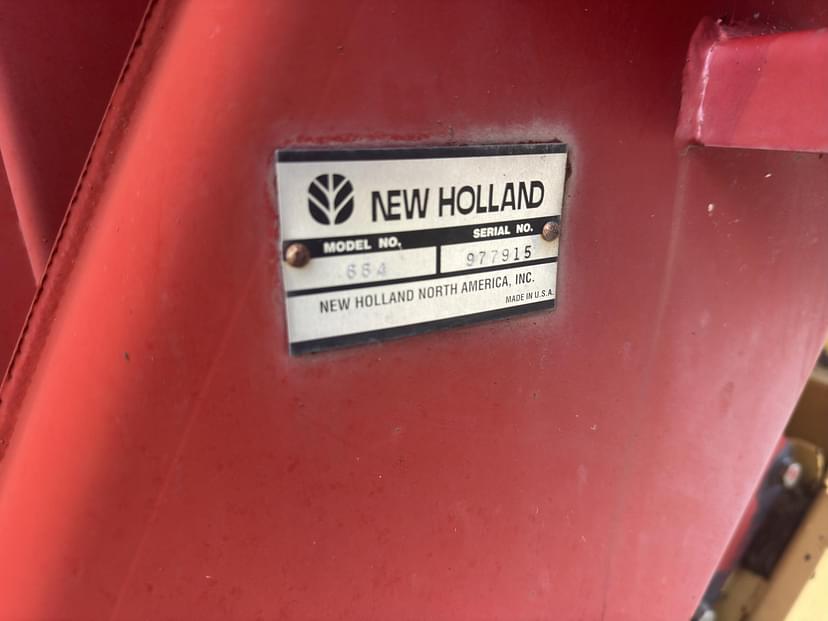 NEW HOLLAND
MODEL NO. SERIAL NO.
664 977915
NEW HOLLAND NORTH AMERICA, INC.
MADE IN U.S.A.